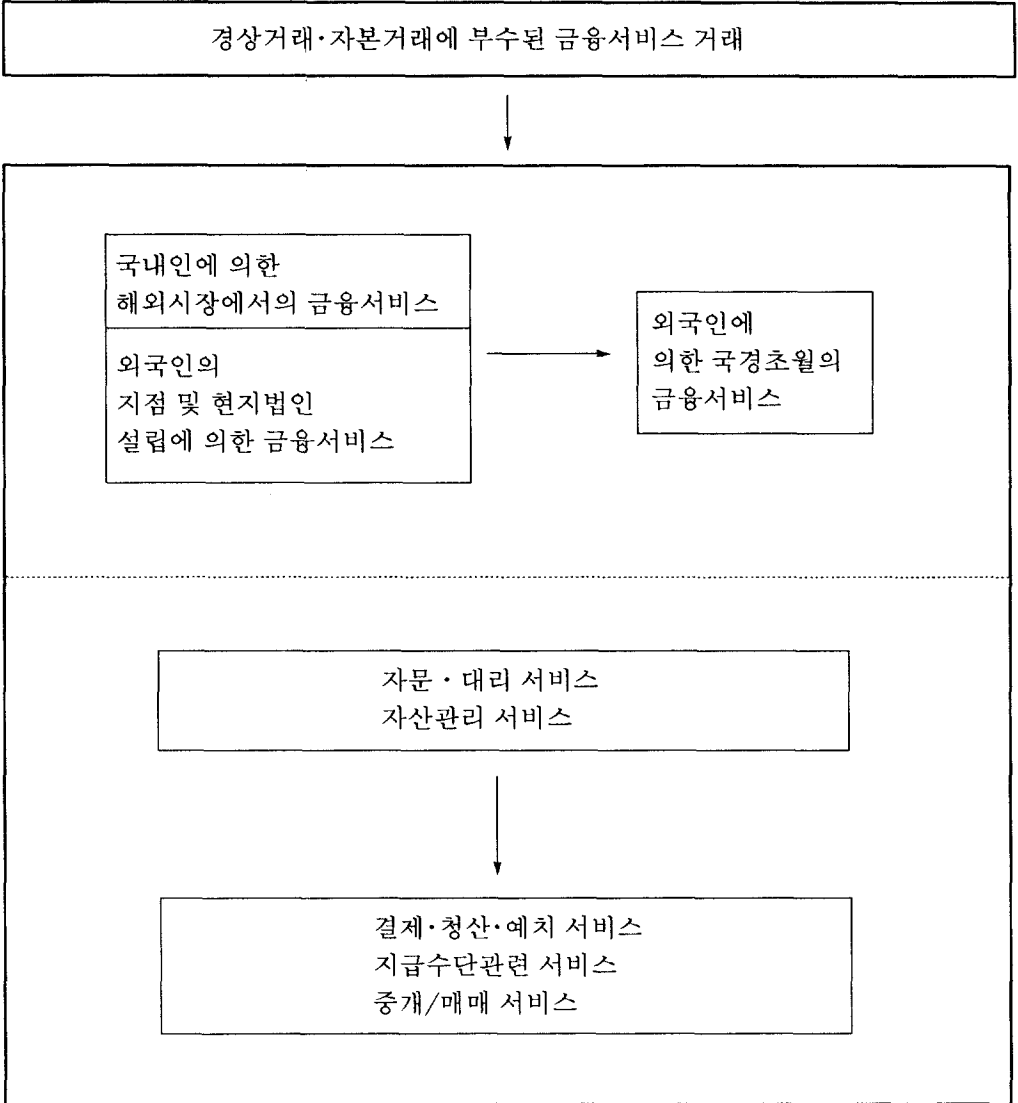 경상거래·자본거래에 부수된 금융서비스 거래
국내인에 의한
해외시장에서의 금융서비스
외국인의
지점 및 현지법인
설립에 의한 금융서비스
외국인에
의한 국경초월의
금융서비스
자문·대리 서비스
자산관리 서비스
결제·청산·예치 서비스
지급수단관련 서비스
중개/매매 서비스